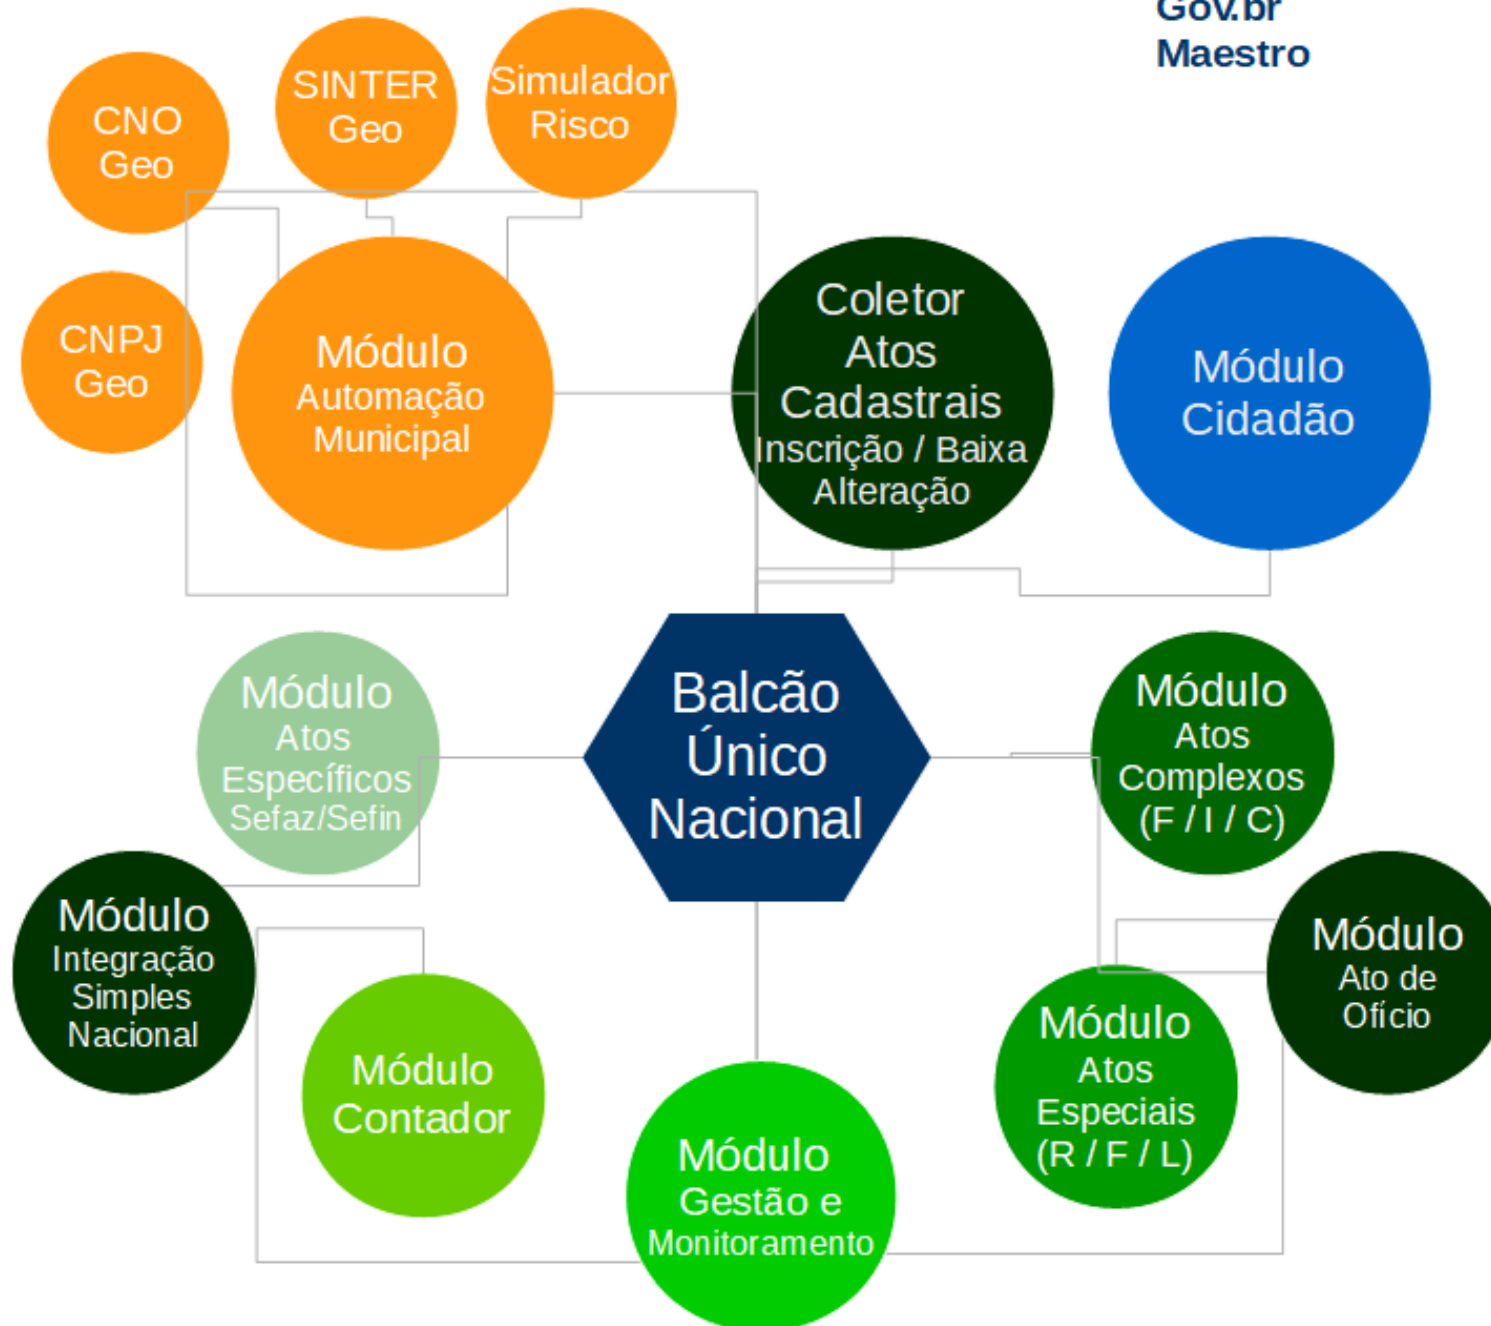 Gov.br
Maestro
CNO
Geo
SINTER
Geo
Simulador
Risco
CNPJ
Geo
Módulo
Automação
Municipal
Coletor
Atos
Cadastrais
Inscrição / Baixa
Alteração
Módulo
Cidadão
Módulo
Atos
Específicos
Sefaz/Sefin
Balcão
Único
Nacional
Módulo
Atos
Complexos
(F / I / C)
Módulo
Integração
Simples
Nacional
Módulo
Contador
Módulo
Gestão e
Monitoramento
Módulo
Atos
Especiais
(R / F / L)
Módulo
Ato de
Ofício